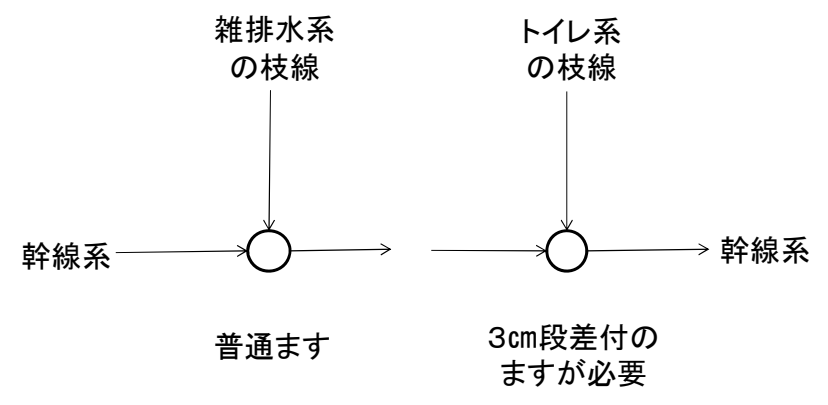 雑排水系
の枝線
トイレ系
の枝線
幹線系
幹線系
普通ます
3㎝段差付の
ますが必要